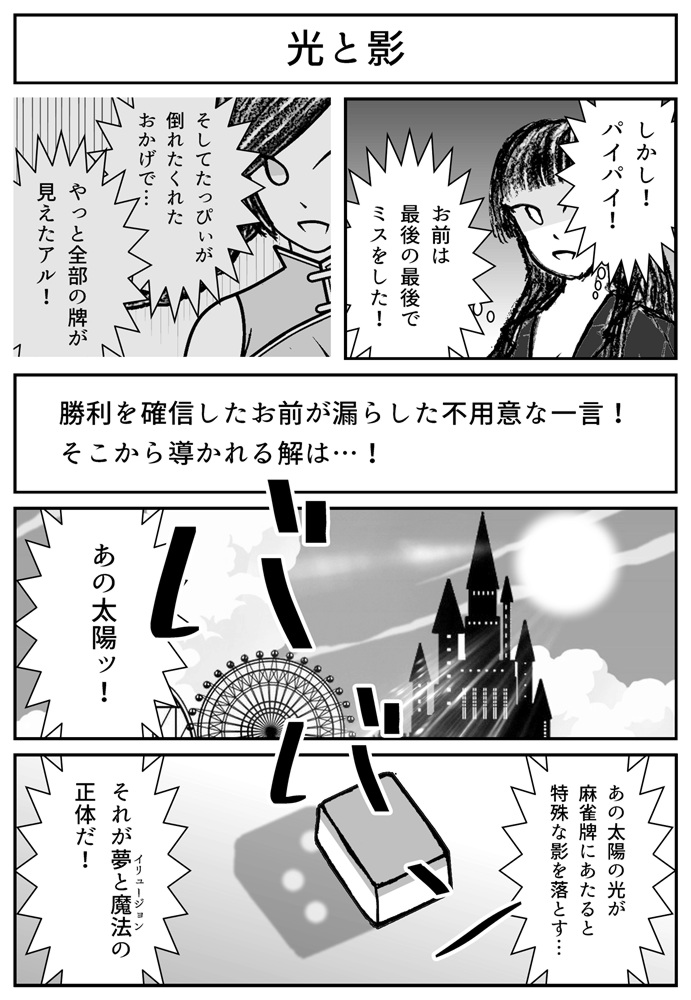 光と影
しかし！
パイパイ！
お前は
最後の最後で
ミスをした！
そしてたっぴぃが
倒れたくれた
おかげで…
やっと全部の牌が
見えたアル！
勝利を確信したお前が漏らした不用意な一言！
そこから導かれる解は…！
あの太陽ッ！
バ
バ
ー
ン
あの太陽の光が
麻雀牌にあたると
特殊な影を落とす…
それが夢と魔法の
イリュージョン
正体だ！